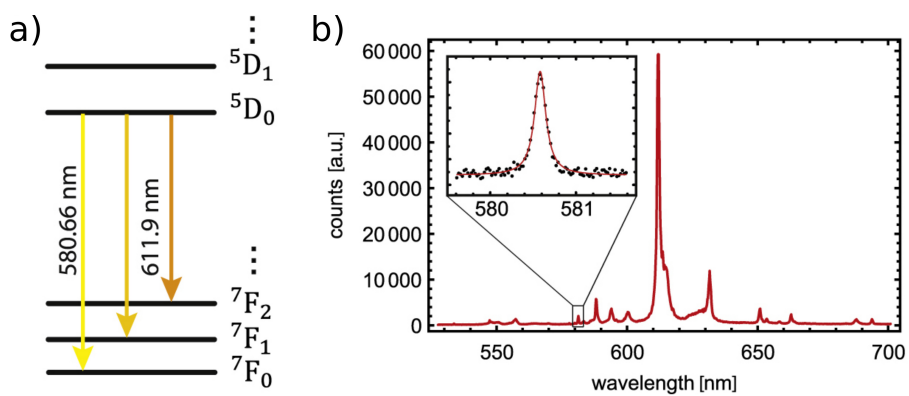 a)
⋮
⁵D₁
⁵D₀
580.66 nm
611.9 nm
⋮
⁷F₂
⁷F₁
⁷F₀
b)
60 000
50 000
40 000
30 000
20 000
10 000
0
counts [a.u.]
580 581
550 600 650 700
wavelength [nm]